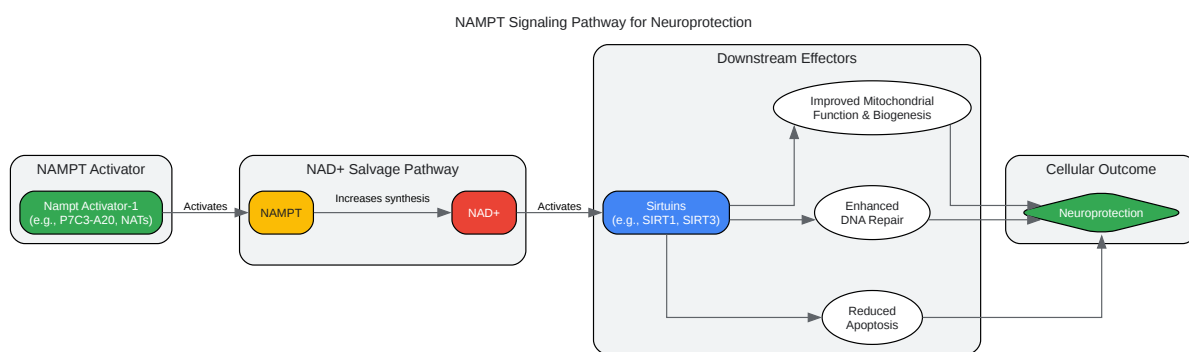 NAMPT Signaling Pathway for Neuroprotection
NAMPT Activator
Nampt Activator-1
(e.g., P7C3-A20, NATs)
Activates
NAD+ Salvage Pathway
NAMPT
Increases synthesis
NAD+
Activates
Downstream Effectors
Sirtuins
(e.g., SIRT1, SIRT3)
Improved Mitochondrial
Function & Biogenesis
Enhanced
DNA Repair
Reduced
Apoptosis
Cellular Outcome
Neuroprotection